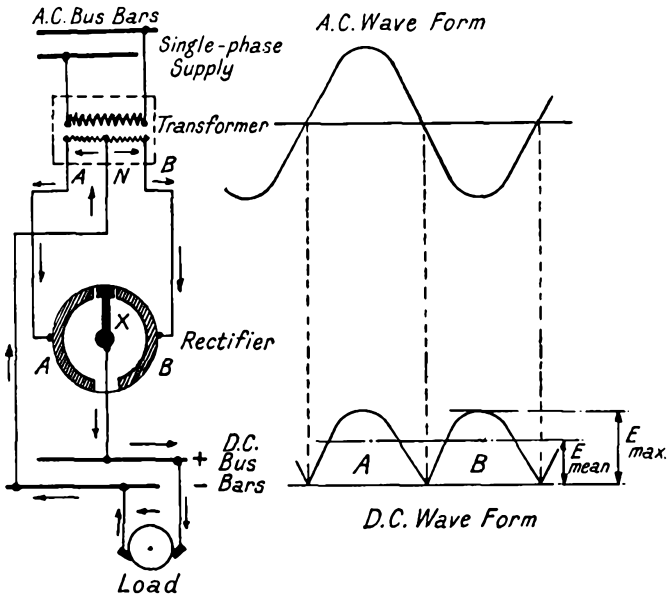 A.C. Bus Bars
Single-phase
Supply
Transformer
A N B
X
A B
Rectifier
D.C.
+ Bus
- Bars
Load
A.C. Wave Form
A B
E mean
E max.
D.C. Wave Form